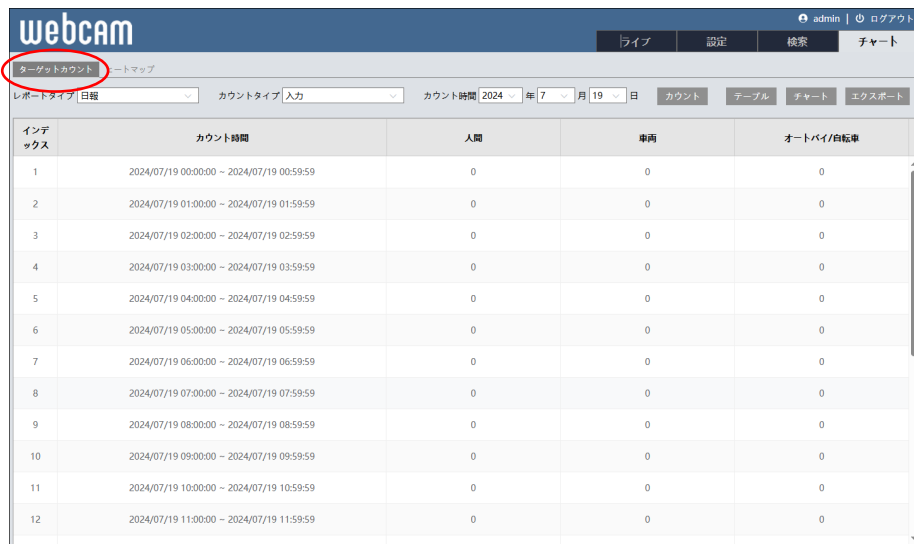 webcam
admin | ログアウト
ライブ 設定 検索 チャート
ターゲットカウント ヒートマップ
レポートタイプ 日報 カウントタイプ 入力 カウント時間 2024 年 7 月 19 日 カウント テーブル チャート エクスポート
インデックス カウント時間 人間 車両 オートバイ/自転車
1 2024/07/19 00:00:00 ~ 2024/07/19 00:59:59 0 0 0
2 2024/07/19 01:00:00 ~ 2024/07/19 01:59:59 0 0 0
3 2024/07/19 02:00:00 ~ 2024/07/19 02:59:59 0 0 0
4 2024/07/19 03:00:00 ~ 2024/07/19 03:59:59 0 0 0
5 2024/07/19 04:00:00 ~ 2024/07/19 04:59:59 0 0 0
6 2024/07/19 05:00:00 ~ 2024/07/19 05:59:59 0 0 0
7 2024/07/19 06:00:00 ~ 2024/07/19 06:59:59 0 0 0
8 2024/07/19 07:00:00 ~ 2024/07/19 07:59:59 0 0 0
9 2024/07/19 08:00:00 ~ 2024/07/19 08:59:59 0 0 0
10 2024/07/19 09:00:00 ~ 2024/07/19 09:59:59 0 0 0
11 2024/07/19 10:00:00 ~ 2024/07/19 10:59:59 0 0 0
12 2024/07/19 11:00:00 ~ 2024/07/19 11:59:59 0 0 0